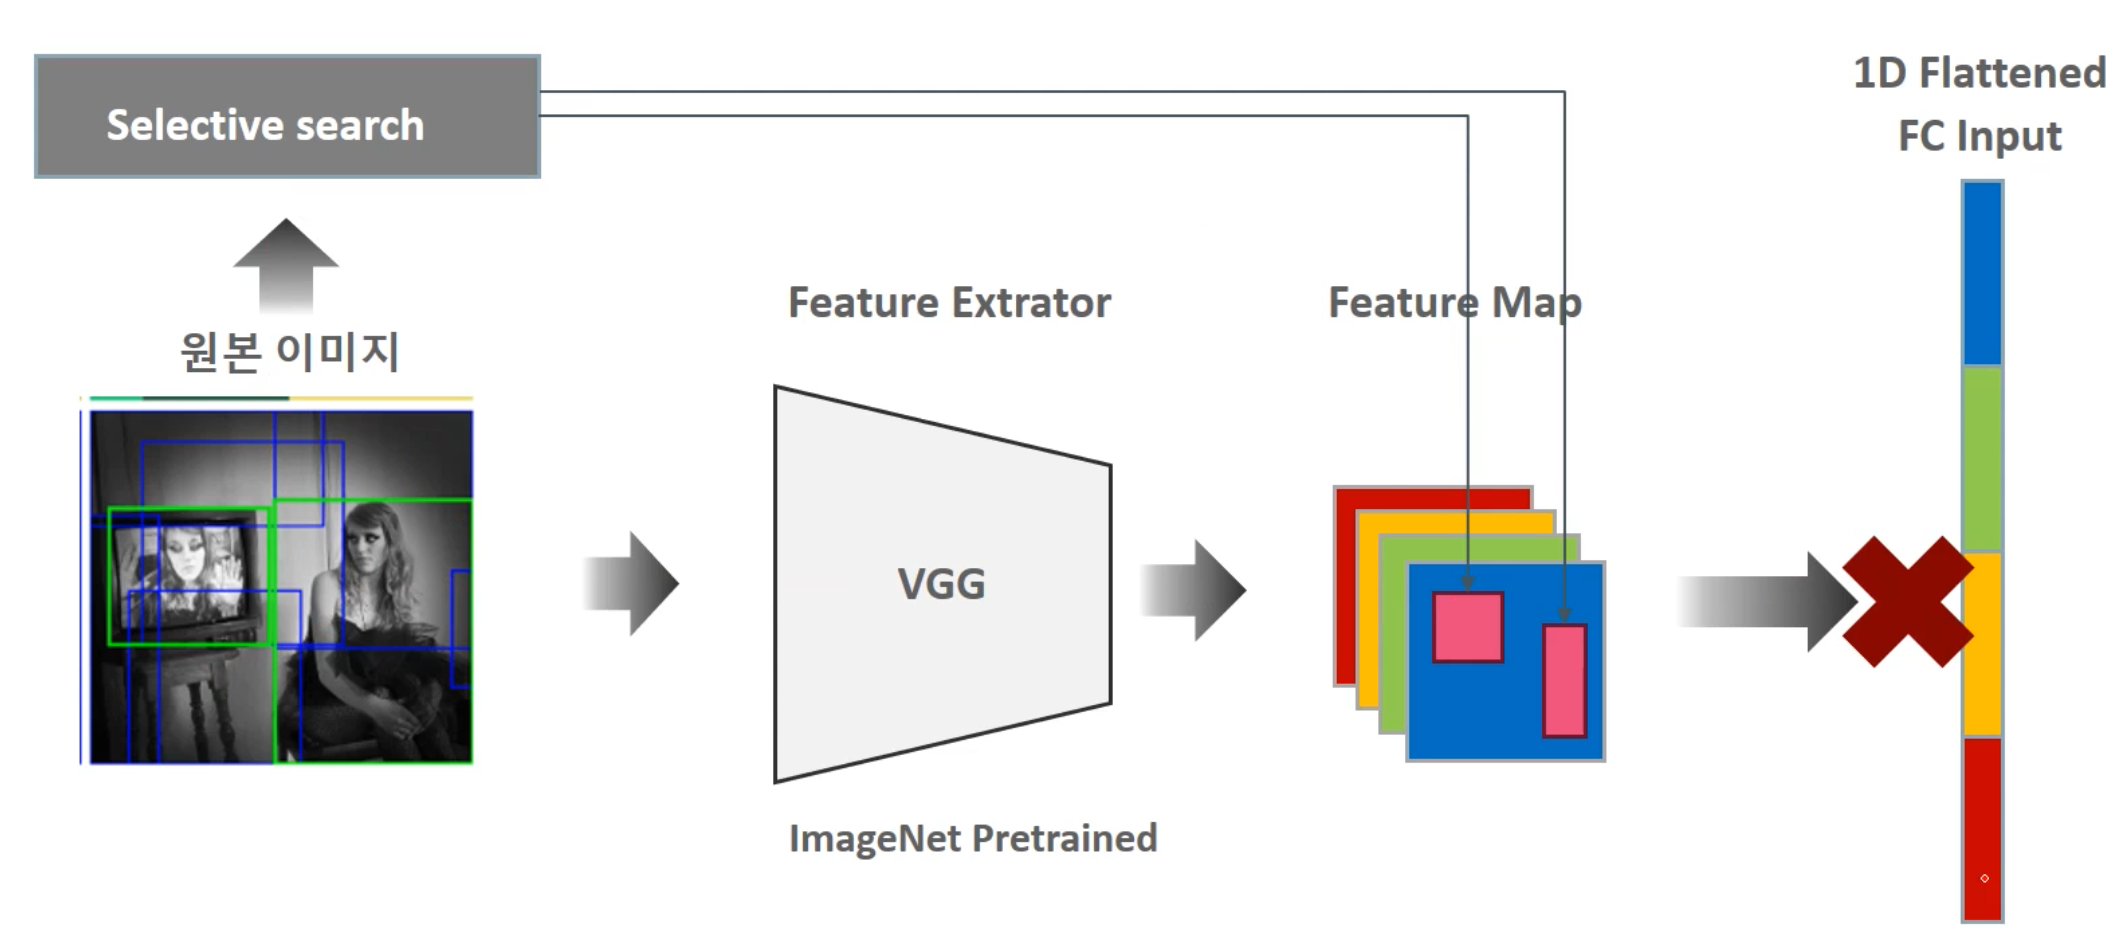 Selective search
1D Flattened
FC Input
원본 이미지
Feature Extrator
Feature Map
VGG
ImageNet Pretrained